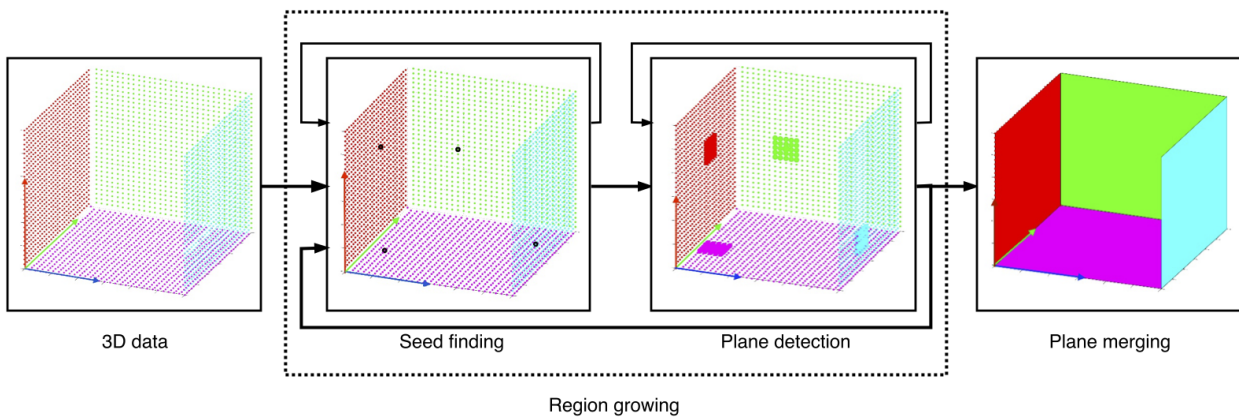 3D data
Seed finding
Plane detection
Plane merging
Region growing